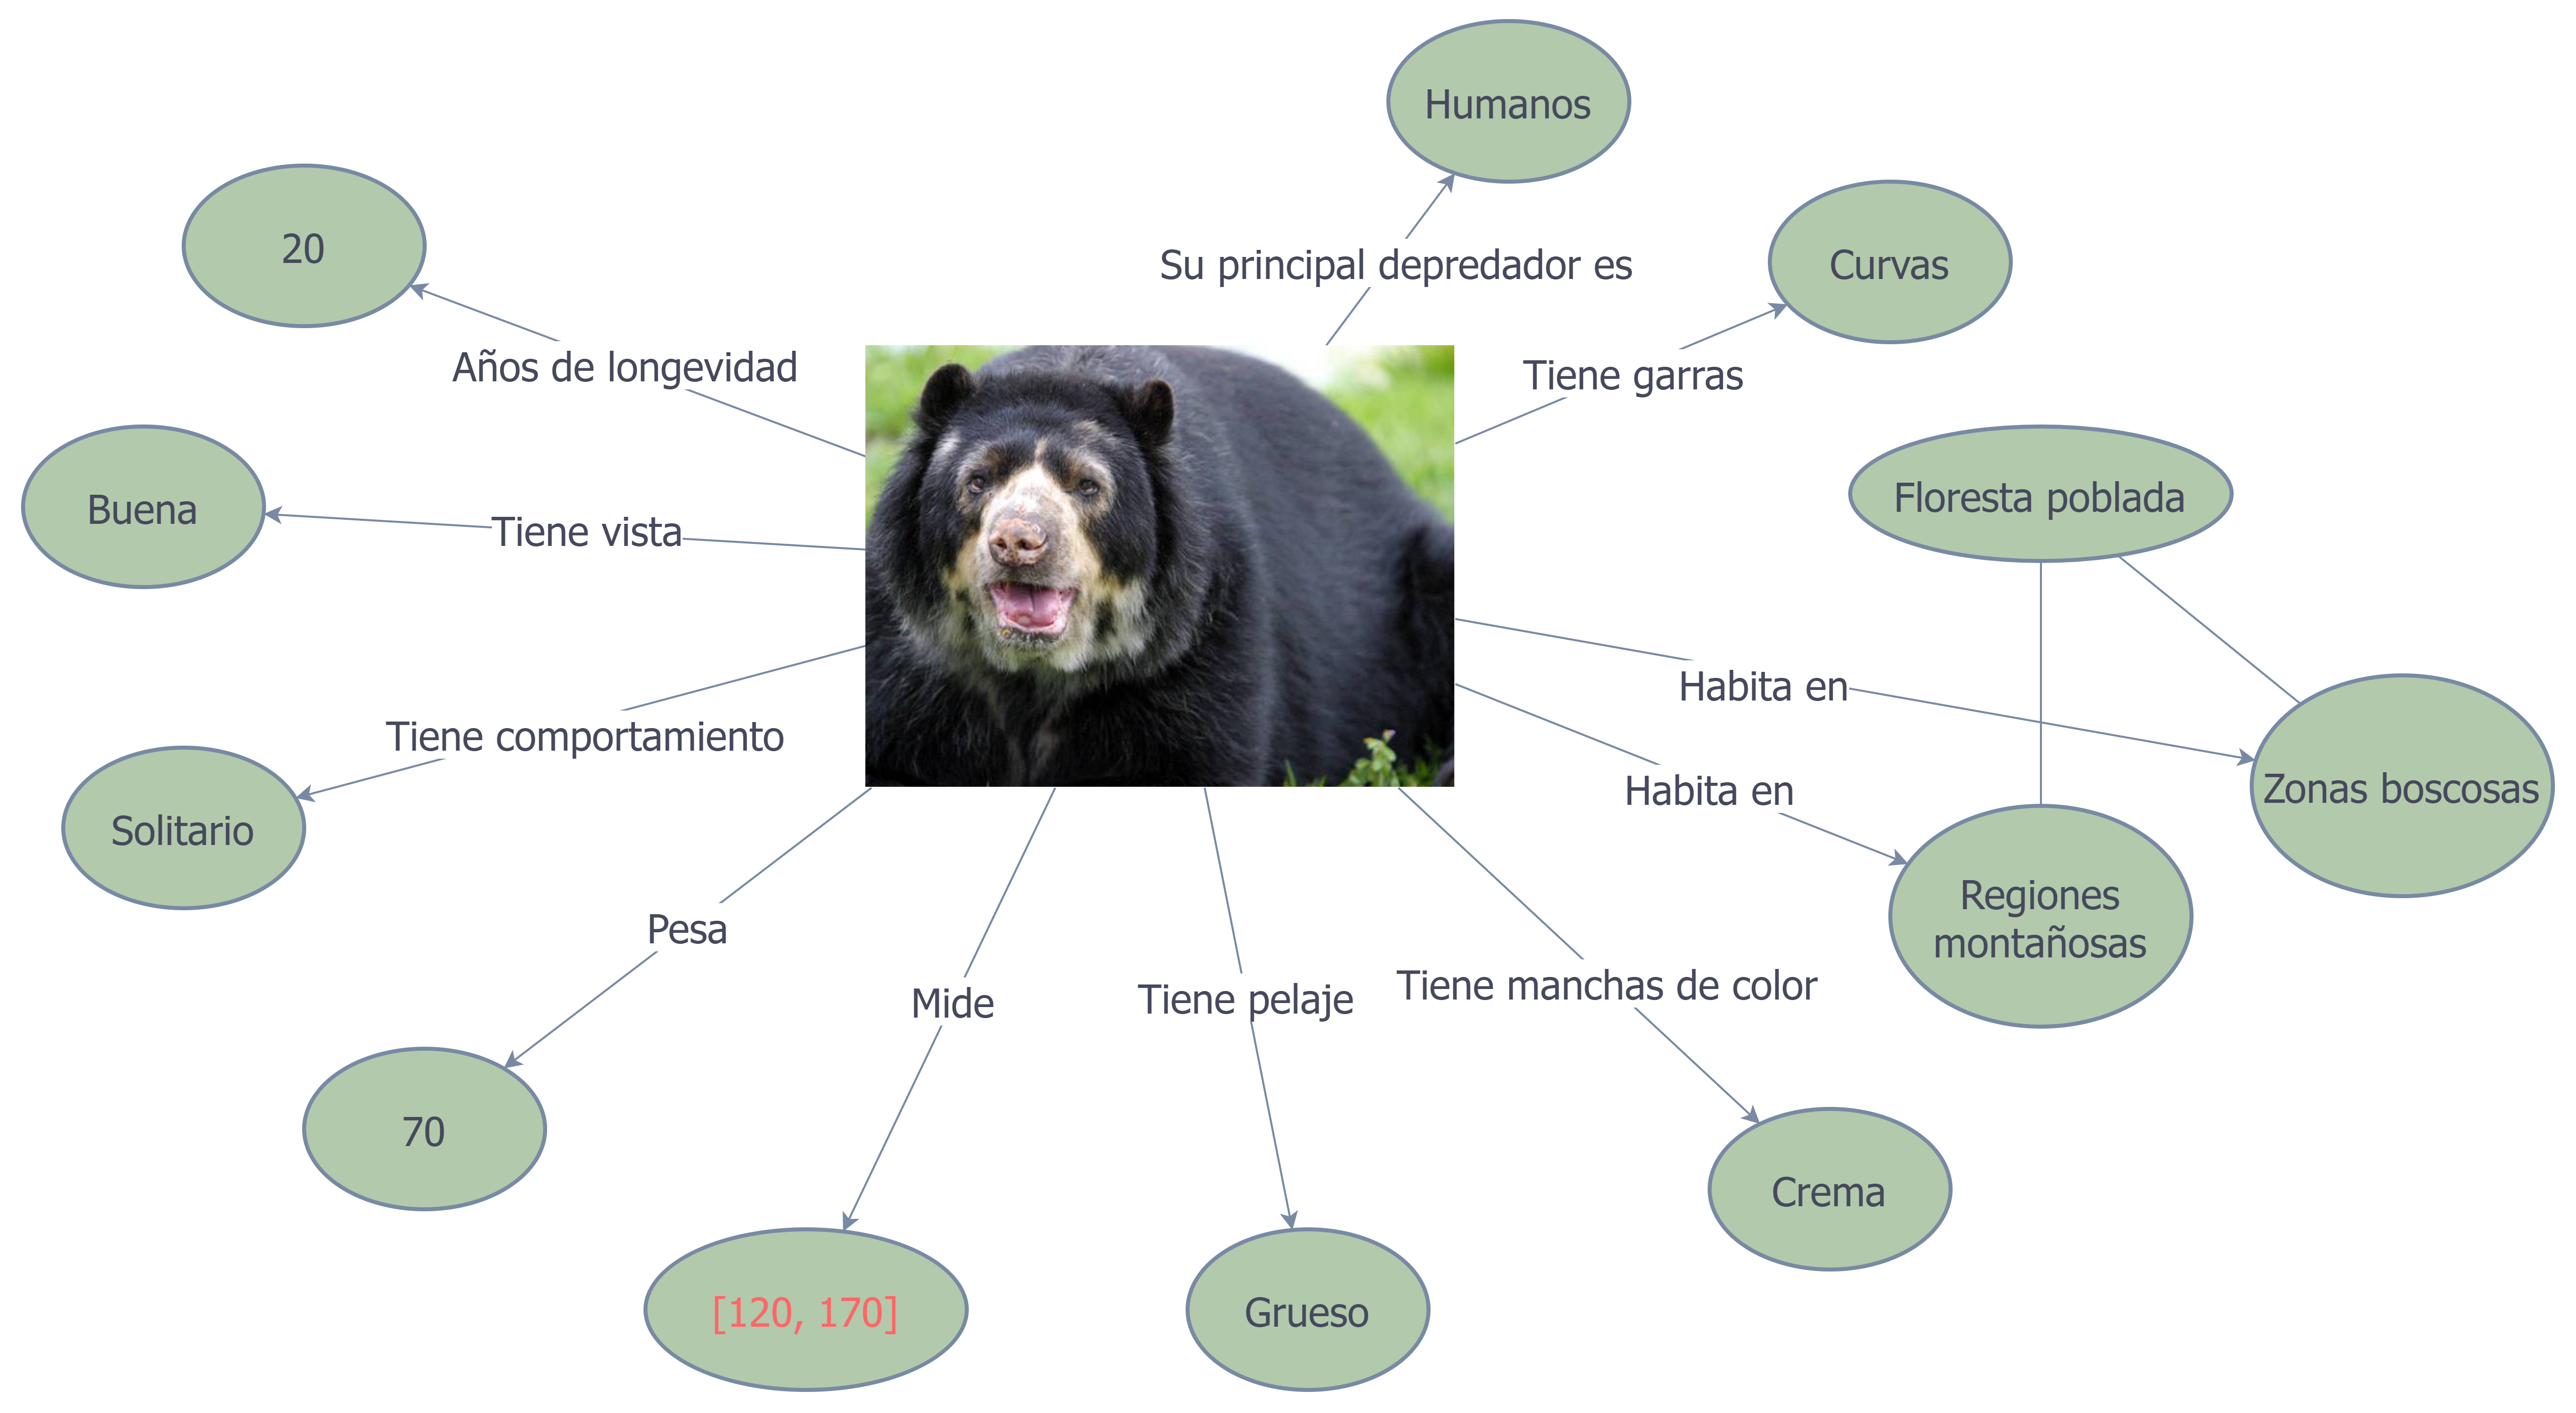 Humanos
20
Su principal depredador es
Curvas
Años de longevidad
Tiene garras
Buena
Tiene vista
Floresta poblada
Habita en
Tiene comportamiento
Habita en
Zonas boscosas
Solitario
Regiones
montañosas
Pesa
Mide
Tiene pelaje
Tiene manchas de color
70
Crema
[120, 170]
Grueso